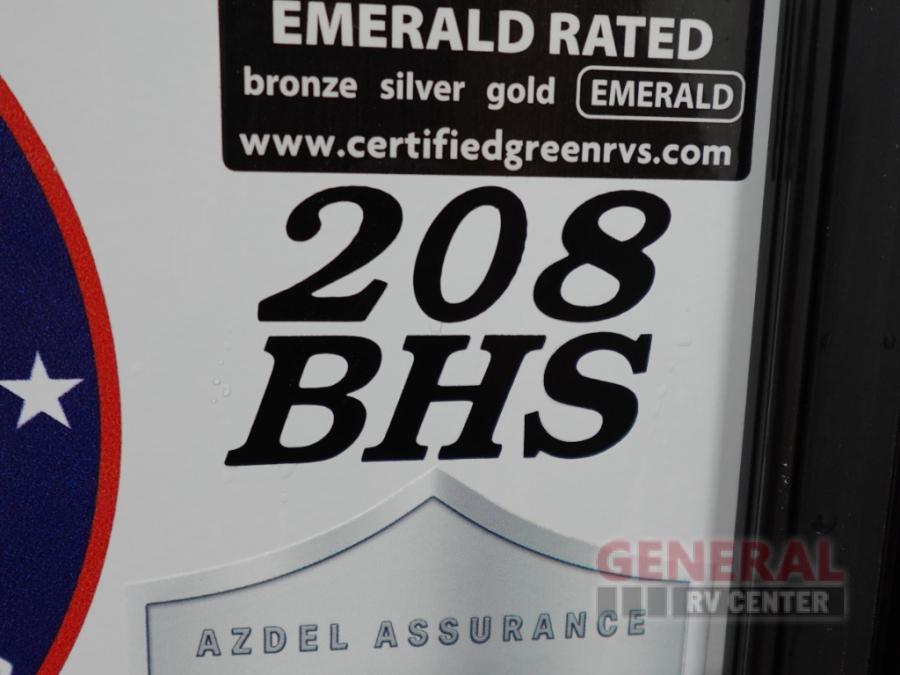 EMERALD RATED
bronze silver gold EMERALD
www.certifiedgreenrvs.com
208
BHS
AZDEL ASSURANCE
GENERAL
RV CENTER